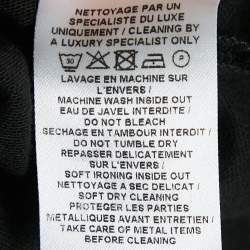 NETTOYAGE PAR UN
SPECIALISTE DU LUXE
UNIQUEMENT / CLEANING BY
A LUXURY SPECIALIST ONLY
30 P
LAVAGE EN MACHINE SUR
L'ENVERS /
MACHINE WASH INSIDE OUT
EAU DE JAVEL INTERDITE /
DO NOT BLEACH
SECHAGE EN TAMBOUR INTERDIT /
DO NOT TUMBLE DRY
REPASSER DELICATEMENT
SUR L'ENVERS /
SOFT IRONING INSIDE OUT
NETTOYAGE A SEC DELICAT /
SOFT DRY CLEANING
PROTEGER LES PARTIES
METALLIQUES AVANT ENTRETIEN /
TAKE CARE OF METAL ITEMS
BEFORE CLEANING